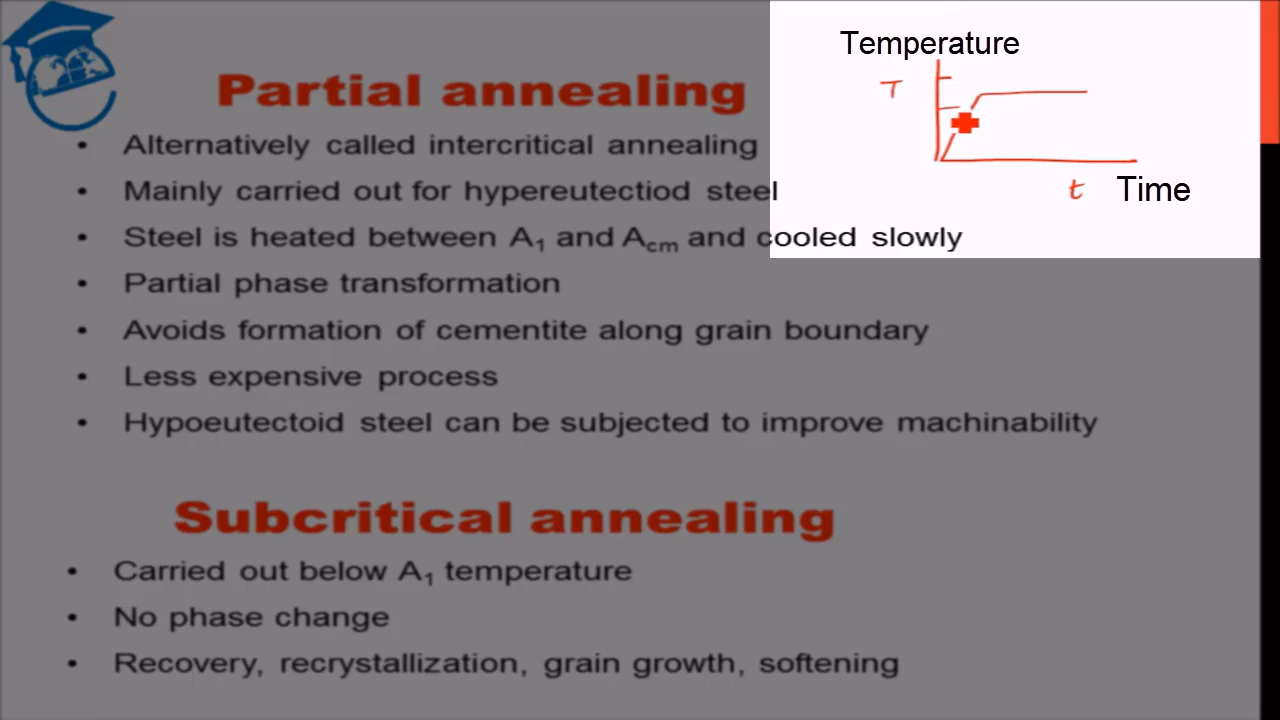 Temperature
T
t Time
Partial annealing
• Alternatively called intercritical annealing
• Mainly carried out for hypereutectiod steel
• Steel is heated between A1 and Acm and cooled slowly
• Partial phase transformation
• Avoids formation of cementite along grain boundary
• Less expensive process
• Hypoeutectoid steel can be subjected to improve machinability
Subcritical annealing
• Carried out below A1 temperature
• No phase change
• Recovery, recrystallization, grain growth, softening